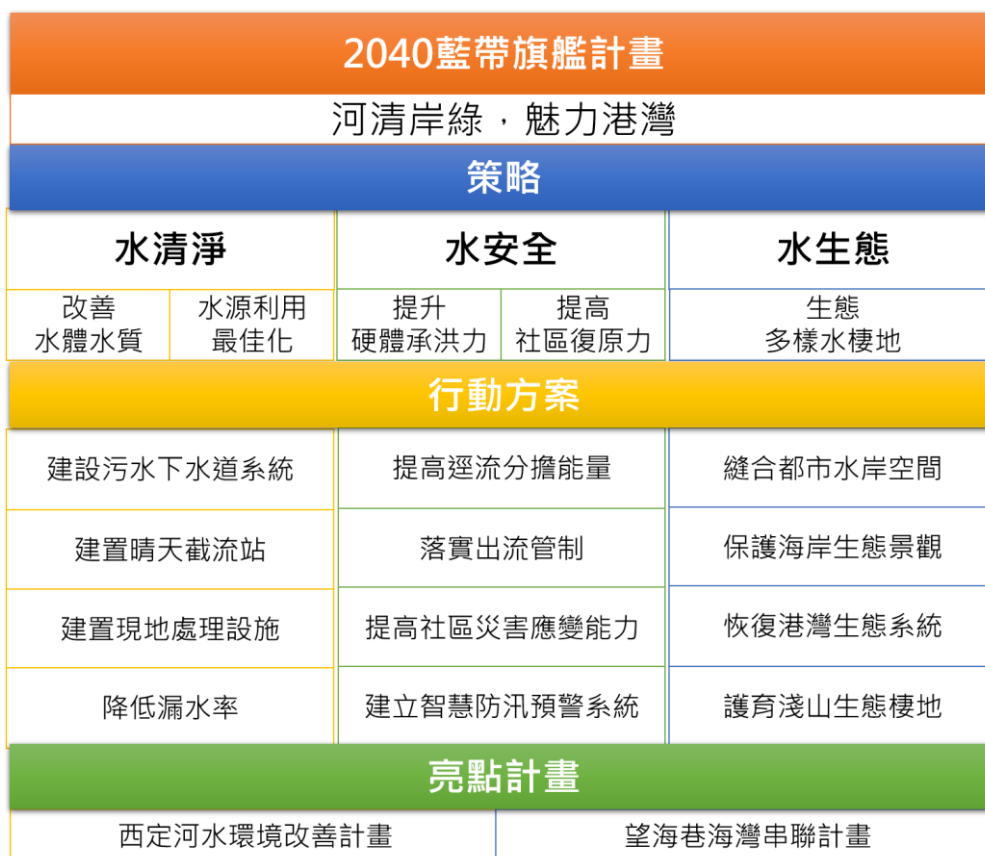 2040藍帶旗艦計畫
河清岸綠，魅力港灣
策略
水清淨
水安全
水生態
改善
水體水質
水源利用
最佳化
提升
硬體承洪力
提高
社區復原力
生態
多樣水棲地
行動方案
建設污水下水道系統
提高逕流分擔能量
縫合都市水岸空間
建置晴天截流站
落實出流管制
保護海岸生態景觀
建置現地處理設施
提高社區災害應變能力
恢復港灣生態系統
降低漏水率
建立智慧防汛預警系統
護育淺山生態棲地
亮點計畫
西定河水環境改善計畫
望海巷海灣串聯計畫